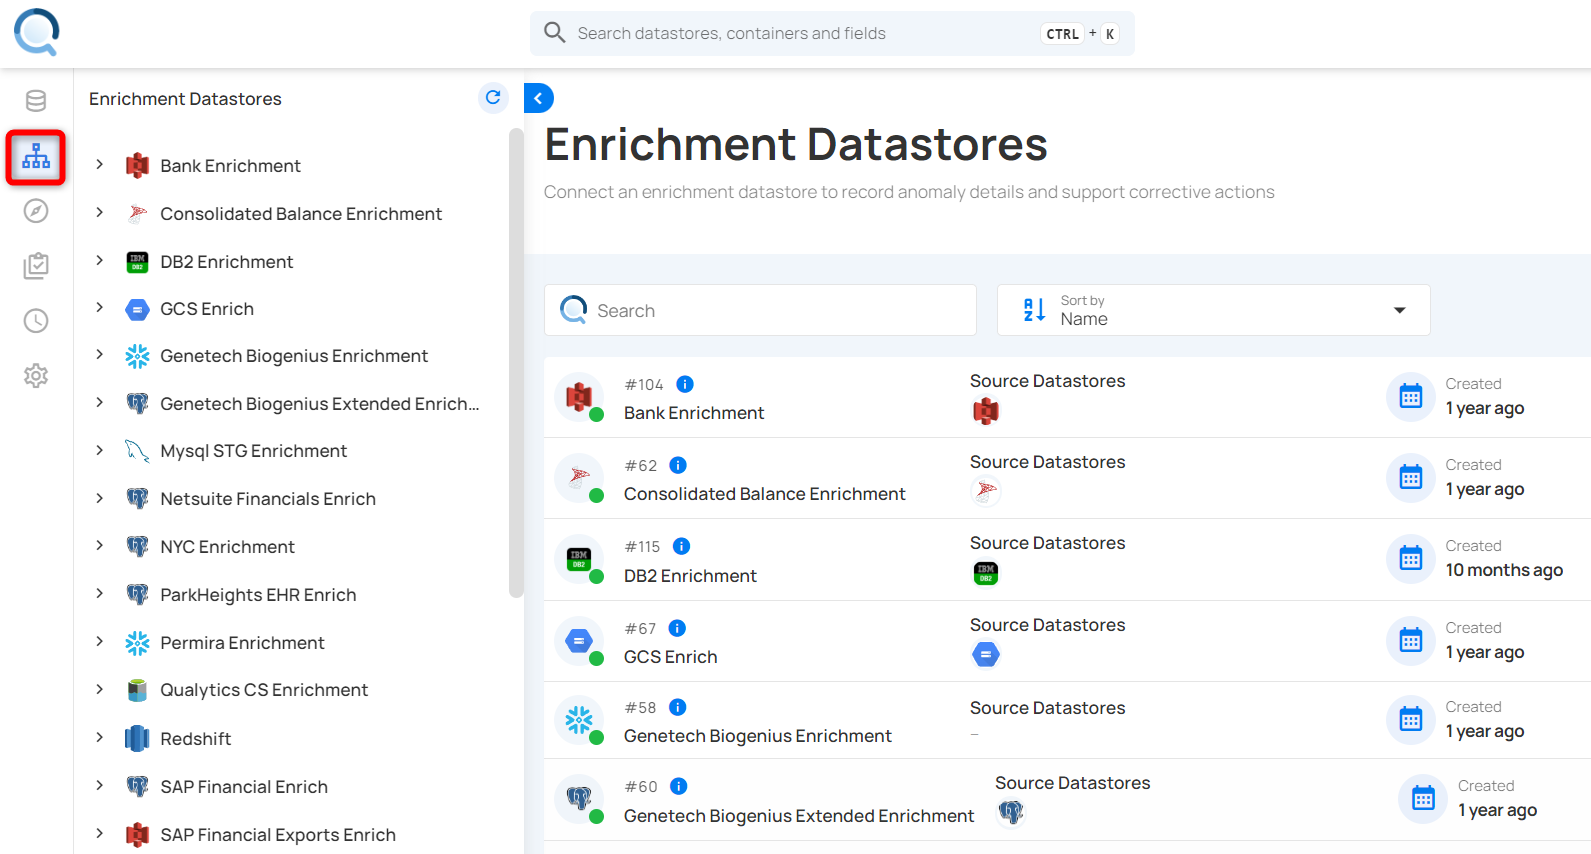 Search datastores, containers and fields
CTRL + K
Enrichment Datastores
Bank Enrichment
Consolidated Balance Enrichment
IBM
DB2
DB2 Enrichment
GCS Enrich
Genetech Biogenius Enrichment
Genetech Biogenius Extended Enrich...
Mysql STG Enrichment
Netsuite Financials Enrich
NYC Enrichment
ParkHeights EHR Enrich
Permira Enrichment
Qualytics CS Enrichment
Redshift
SAP Financial Enrich
SAP Financial Exports Enrich
Enrichment Datastores
Connect an enrichment datastore to record anomaly details and support corrective actions
Search
A
Z
Sort by
Name
#104
Bank Enrichment
Source Datastores
Created
1 year ago
#62
Consolidated Balance Enrichment
Source Datastores
Created
1 year ago
IBM
DB2
#115
DB2 Enrichment
Source Datastores
IBM
DB2
Created
10 months ago
#67
GCS Enrich
Source Datastores
Created
1 year ago
#58
Genetech Biogenius Enrichment
Source Datastores
–
Created
1 year ago
#60
Genetech Biogenius Extended Enrichment
Source Datastores
Created
1 year ago